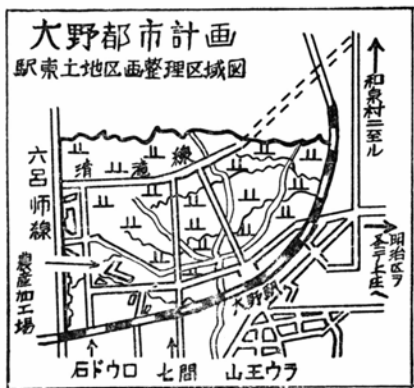 大野都市計画
駅東土地区画整理区域図
和泉村ニ至ル
清滝線
六呂師線
明治区ヲ
至テ上庄へ
農産加工場
大野駅
石ドウロ 七間 山王ウラ